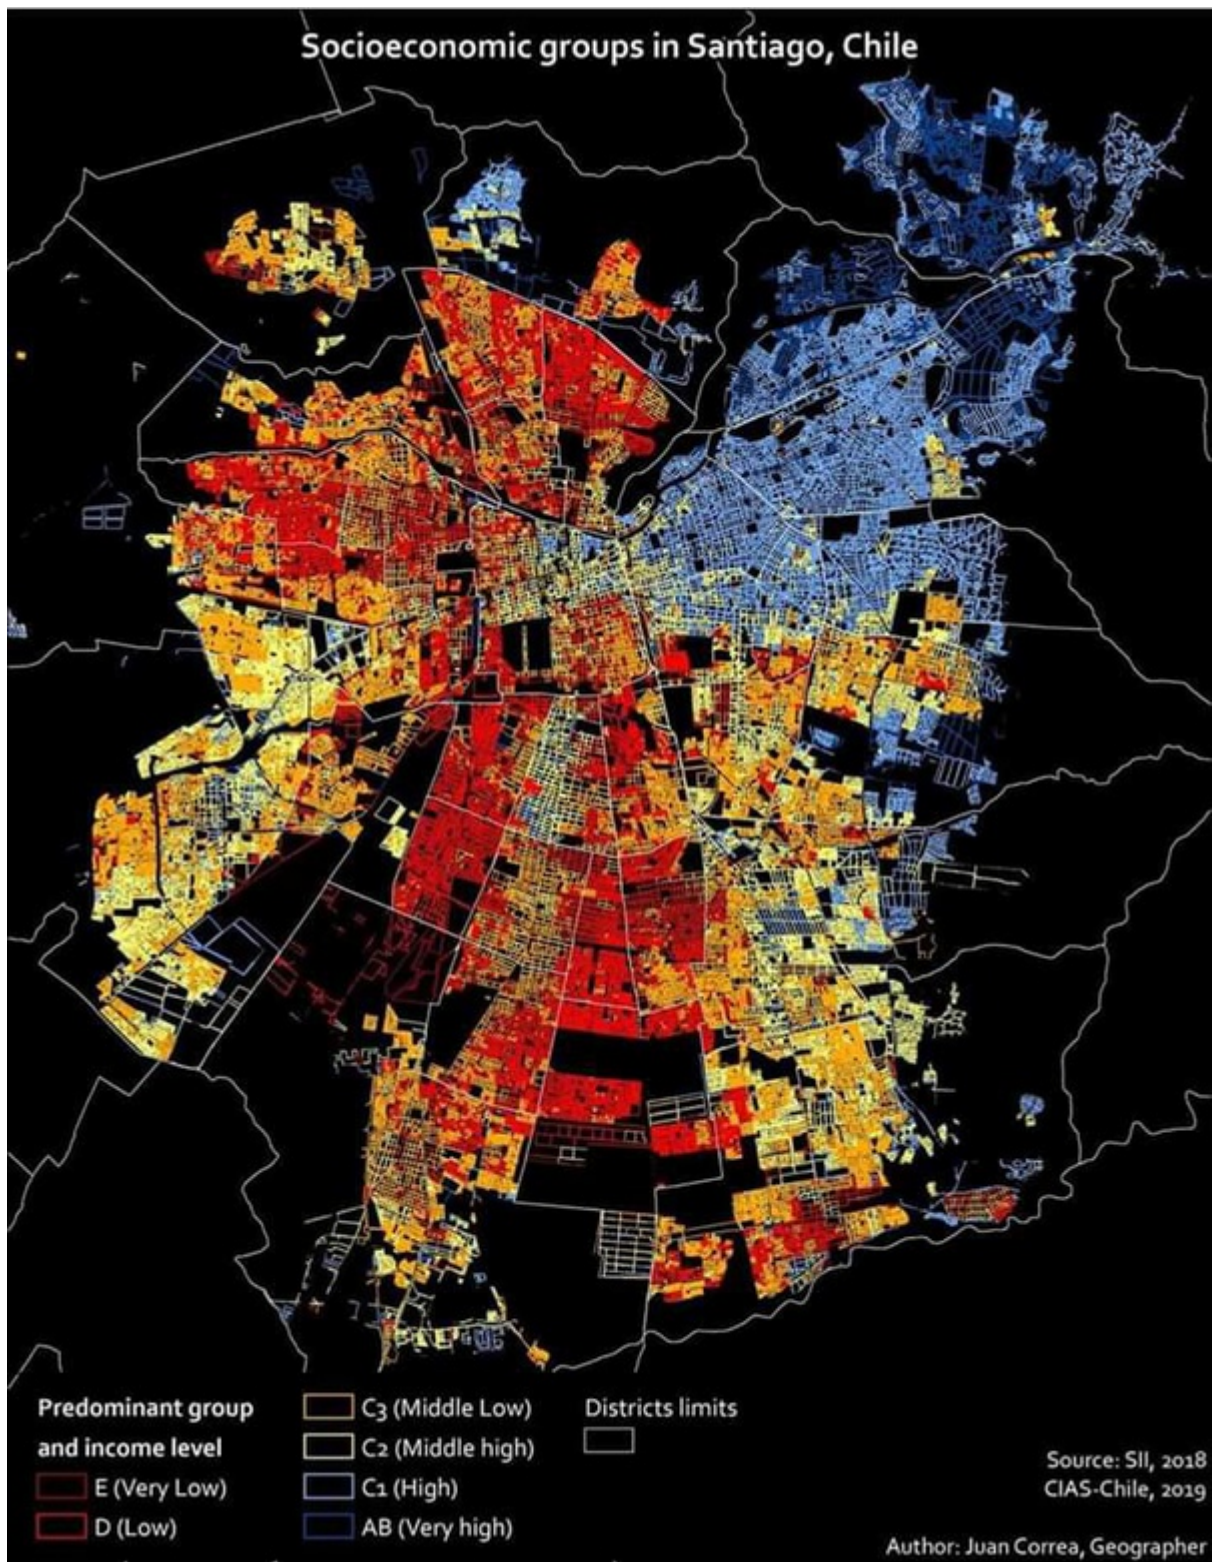 Socioeconomic groups in Santiago, Chile
Predominant group
and income level
E (Very Low)
D (Low)
C3 (Middle Low)
C2 (Middle high)
C1 (High)
AB (Very high)
Districts limits
Source: SII, 2018
CIAS-Chile, 2019
Author: Juan Correa, Geographer